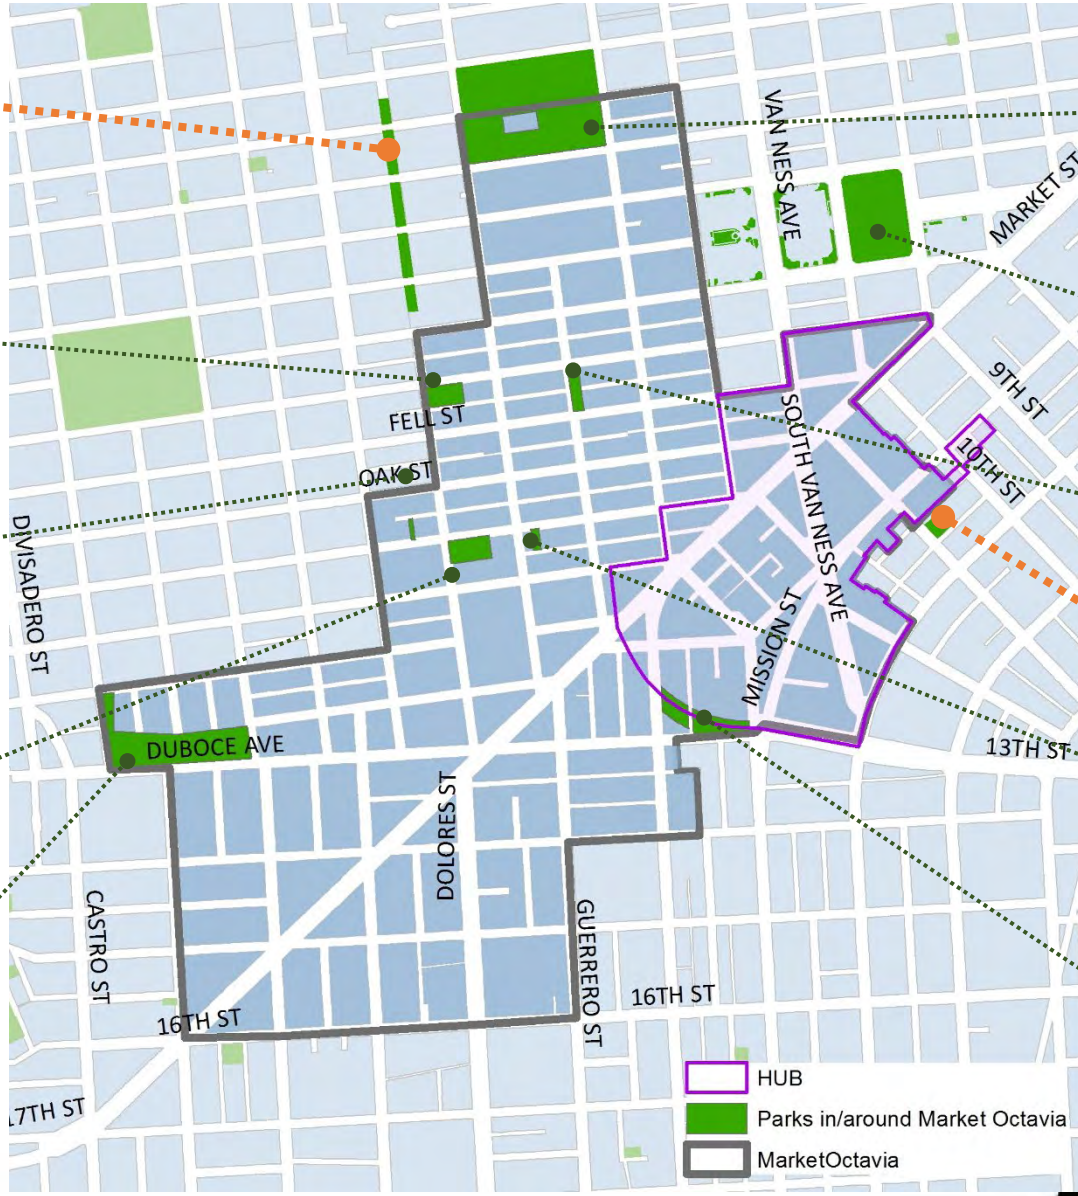 VAN NESS AVE
MARKET ST
9TH ST
10TH ST
FELL ST
OAK ST
SOUTH VAN NESS AVE
DIVISADERO ST
MISSION ST
DUBOCE AVE
13TH ST
DOLORES ST
CASTRO ST
GUERRERO ST
16TH ST
16TH ST
17TH ST
HUB
Parks in/around Market Octavia
MarketOctavia